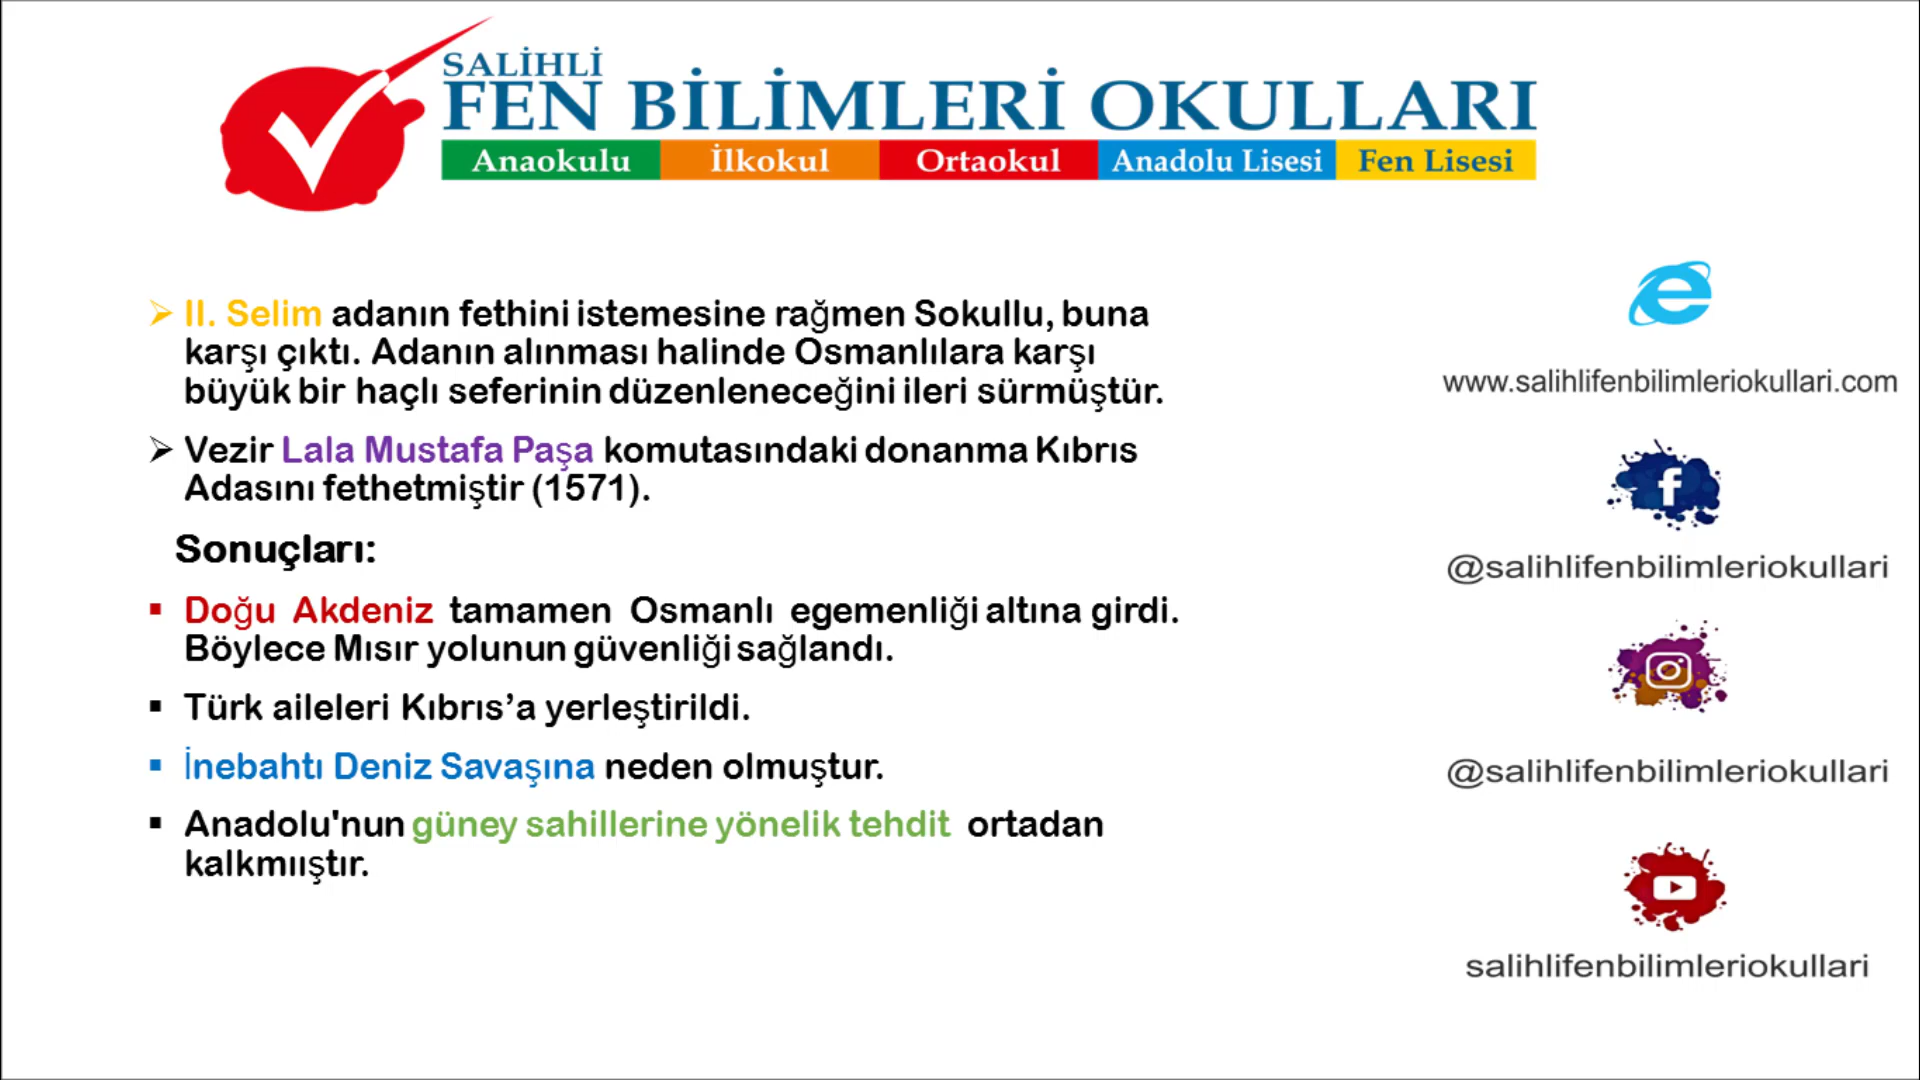 SALİHLİ
FEN BİLİMLERİ OKULLARI
Anaokulu İlkokul Ortaokul Anadolu Lisesi Fen Lisesi
➢ II. Selim adanın fethini istemesine rağmen Sokullu, buna
karşı çıktı. Adanın alınması halinde Osmanlılara karşı
büyük bir haçlı seferinin düzenleneceğini ileri sürmüştür.
➢ Vezir Lala Mustafa Paşa komutasındaki donanma Kıbrıs
Adasını fethetmiştir (1571).
Sonuçları:
▪ Doğu Akdeniz tamamen Osmanlı egemenliği altına girdi.
Böylece Mısır yolunun güvenliği sağlandı.
▪ Türk aileleri Kıbrıs’a yerleştirildi.
▪ İnebahtı Deniz Savaşına neden olmuştur.
▪ Anadolu'nun güney sahillerine yönelik tehdit ortadan
kalkmııştır.
www.salihlifenbilimleriokullari.com
@salihlifenbilimleriokullari
@salihlifenbilimleriokullari
salihlifenbilimleriokullari